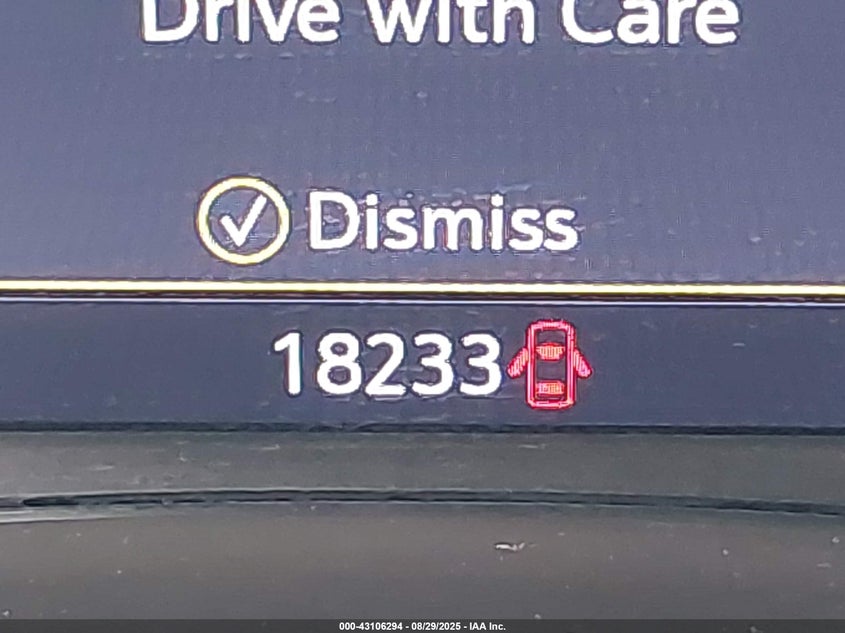 Drive with Care
Dismiss
18233
000-43106294 - 08/29/2025 - IAA Inc.